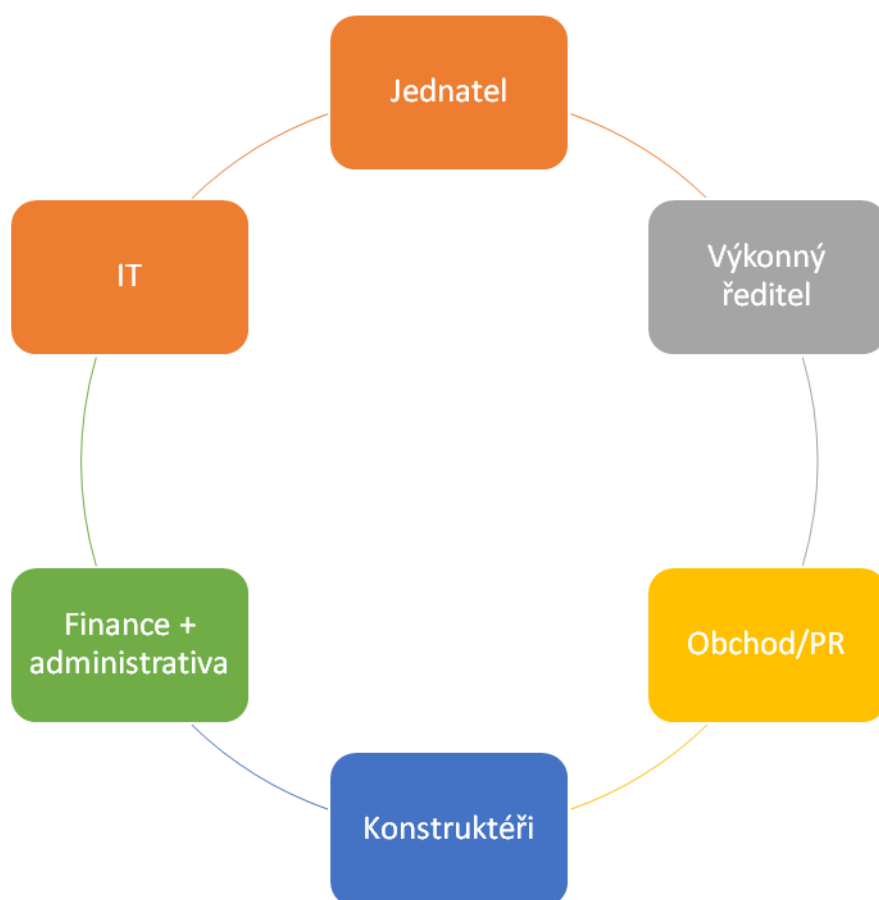 Jednatel
Výkonný
ředitel
Obchod/PR
Konstruktéři
Finance +
administrativa
IT